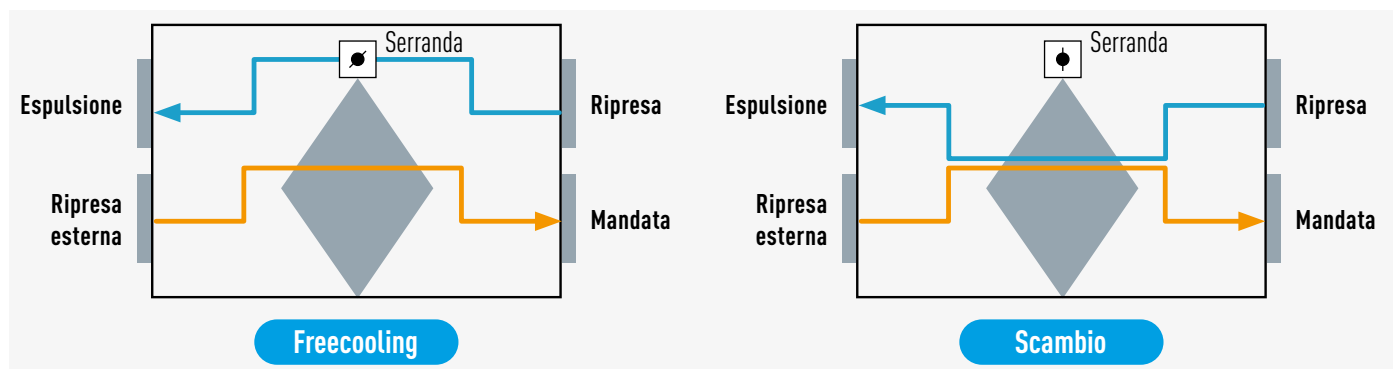 Serranda
Espulsione
Ripresa
Ripresa
esterna
Mandata
Freecooling
Serranda
Espulsione
Ripresa
Ripresa
esterna
Mandata
Scambio